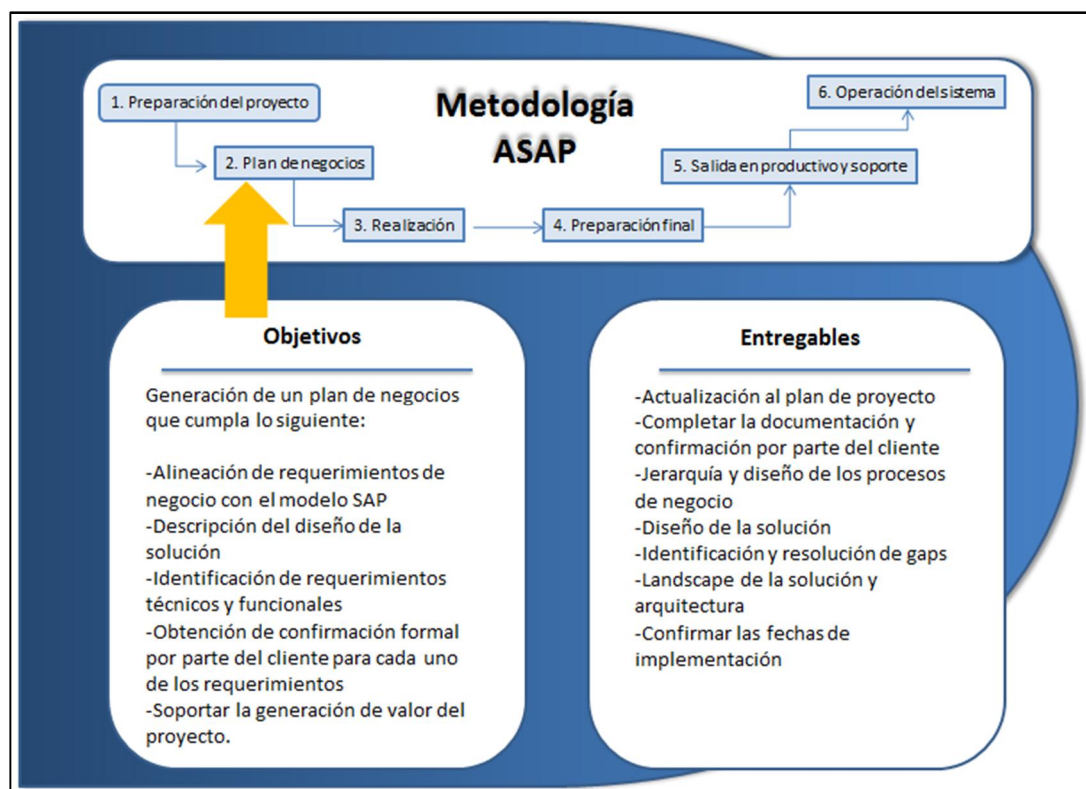 Metodología
ASAP
1. Preparación del proyecto
2. Plan de negocios
3. Realización
4. Preparación final
5. Salida en productivo y soporte
6. Operación del sistema
Objetivos
Generación de un plan de negocios
que cumpla lo siguiente:
-Alineación de requerimientos de
negocio con el modelo SAP
-Descripción del diseño de la
solución
-Identificación de requerimientos
técnicos y funcionales
-Obtención de confirmación formal
por parte del cliente para cada uno
de los requerimientos
-Soportar la generación de valor del
proyecto.
Entregables
-Actualización al plan de proyecto
-Completar la documentación y
confirmación por parte del cliente
-Jerarquía y diseño de los procesos
de negocio
-Diseño de la solución
-Identificación y resolución de gaps
-Landscape de la solución y
arquitectura
-Confirmar las fechas de
implementación